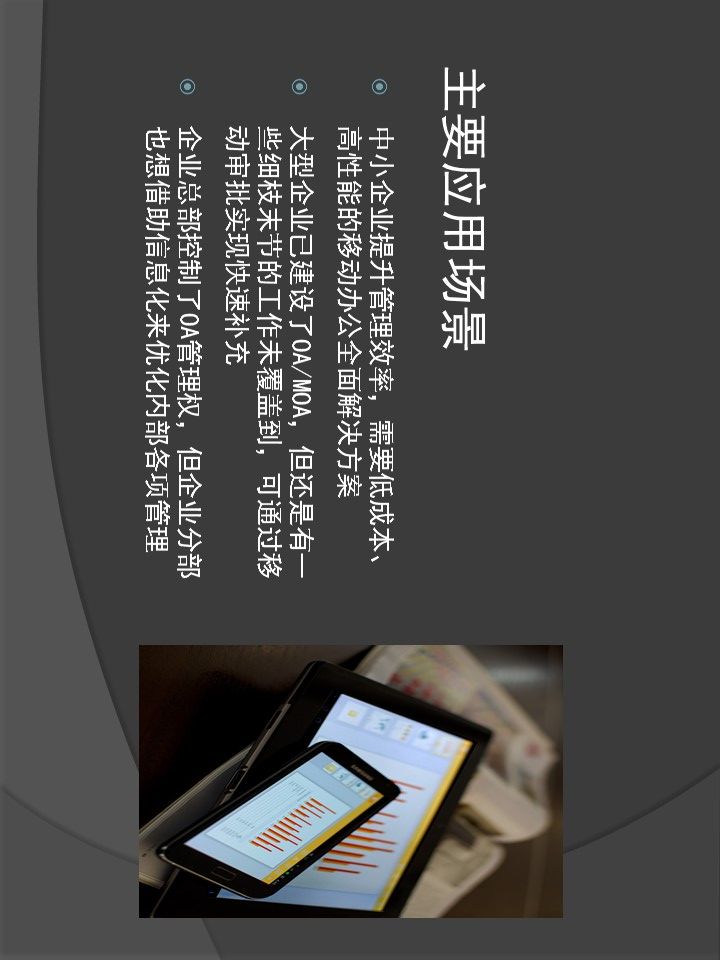 主要应用场景
中小企业提升管理效率，需要低成本、
高性能的移动办公全面解决方案
大型企业已建设了OA/MOA，但还是有一
些细枝末节的工作未覆盖到，可通过移
动审批实现快速补充
企业总部控制了OA管理权，但企业分部
也想借助信息化来优化内部各项管理
SAMSUNG